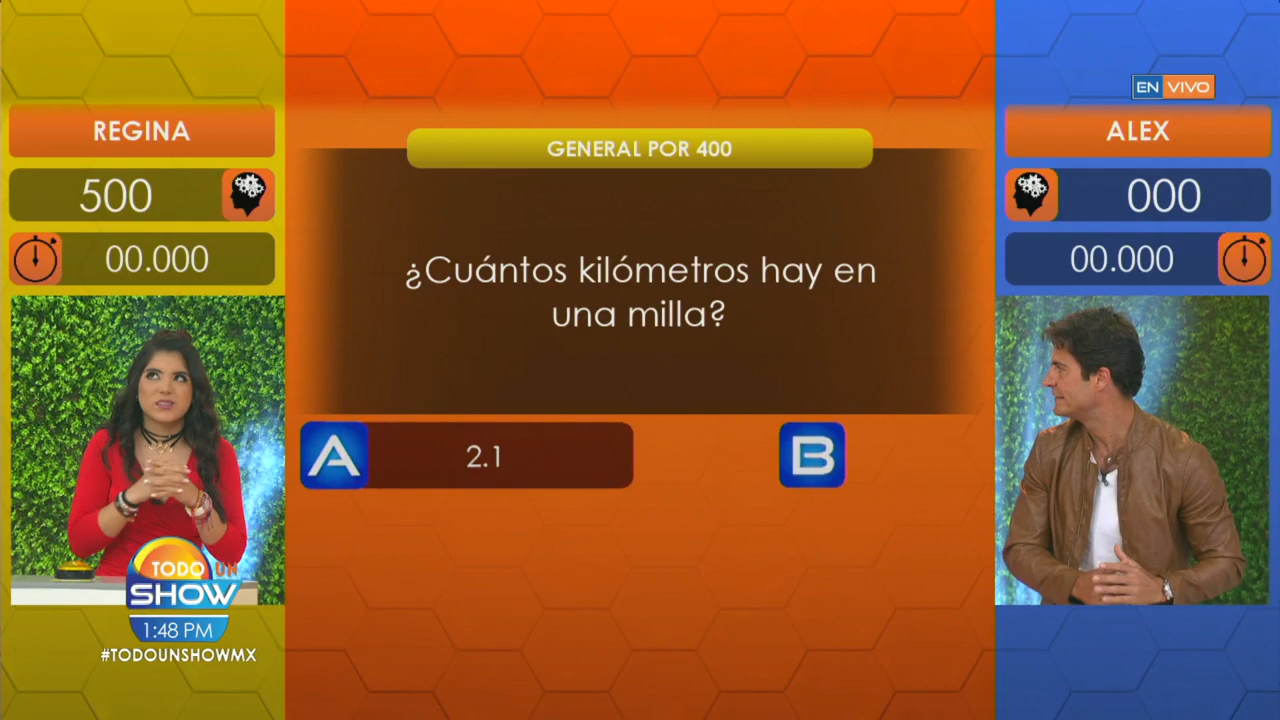 EN VIVO
REGINA
500
00.000
GENERAL POR 400
¿Cuántos kilómetros hay en
una milla?
A 2.1
B
ALEX
000
00.000
TODO UN
SHOW
1:48 PM
#TODOUNSHOWMX